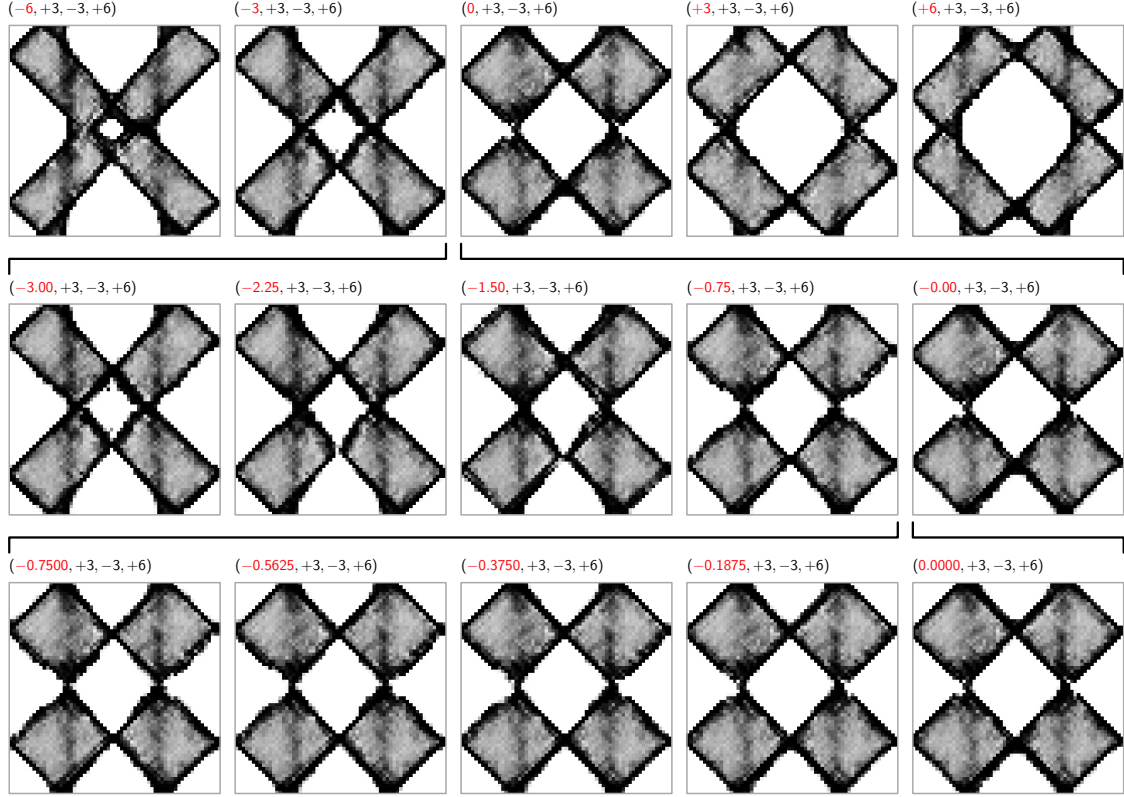 (−6, +3, −3, +6) (−3, +3, −3, +6) (0, +3, −3, +6) (+3, +3, −3, +6) (+6, +3, −3, +6)
(−3.00, +3, −3, +6) (−2.25, +3, −3, +6) (−1.50, +3, −3, +6) (−0.75, +3, −3, +6) (−0.00, +3, −3, +6)
(−0.7500, +3, −3, +6) (−0.5625, +3, −3, +6) (−0.3750, +3, −3, +6) (−0.1875, +3, −3, +6) (0.0000, +3, −3, +6)